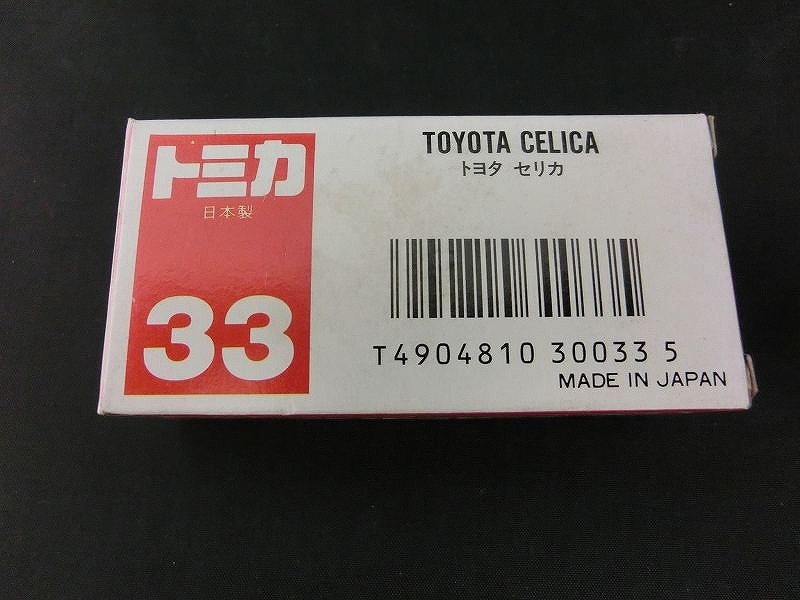 トミカ
日本製
33
TOYOTA CELICA
トヨタ セリカ
T4904810 30033 5
MADE IN JAPAN